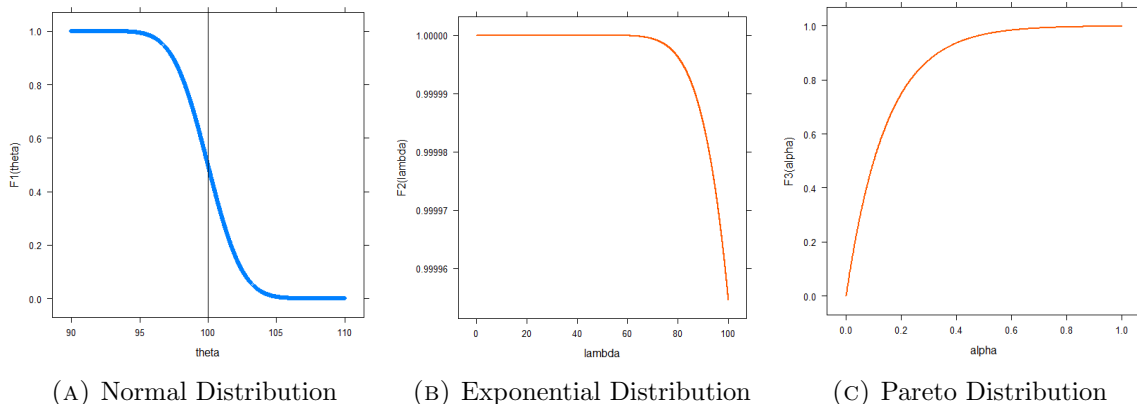 1.0
0.8
0.6
0.4
0.2
0.0
F1(theta)
90 95 100 105 110
theta
(A) Normal Distribution
1.00000
0.99999
0.99998
0.99997
0.99996
F2(lambda)
0 20 40 60 80 100
lambda
(B) Exponential Distribution
1.0
0.8
0.6
0.4
0.2
0.0
F3(alpha)
0.0 0.2 0.4 0.6 0.8 1.0
alpha
(C) Pareto Distribution